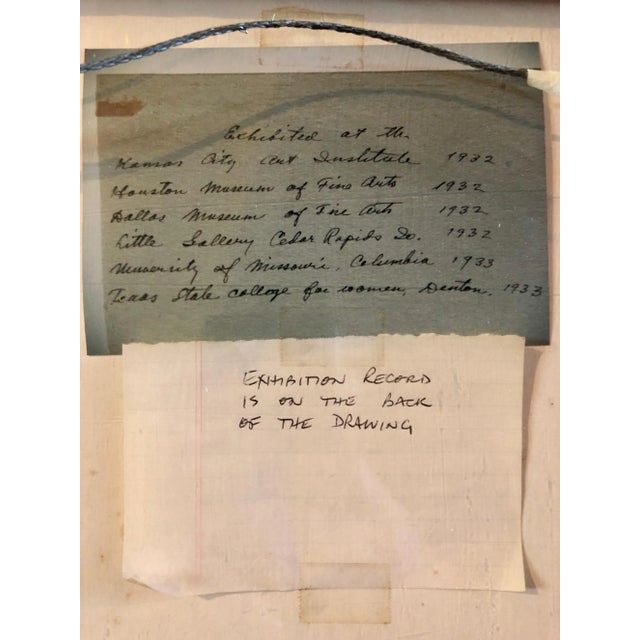 Exhibited at the
Kansas City Art Institute 1932
Houston Museum of Fine Arts 1932
Dallas Museum of Fine Arts 1932
Little Gallery Cedar Rapids Io. 1932
University of Missouri, Columbia 1933
Texas State college for women, Denton, 1933
EXHIBITION RECORD
IS ON THE BACK
OF THE DRAWING